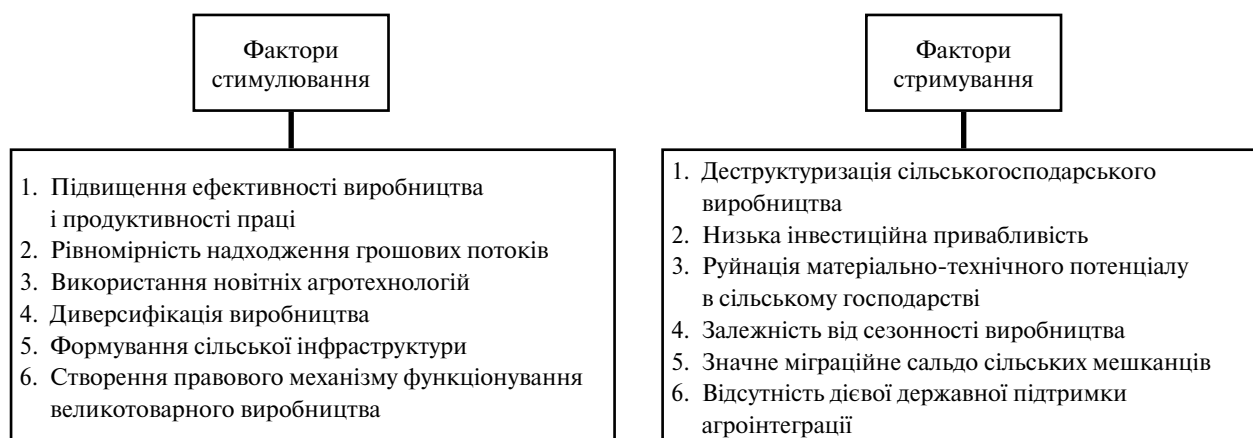 Фактори
стимулювання
1. Підвищення ефективності виробництва
і продуктивності праці
2. Рівномірність надходження грошових потоків
3. Використання новітніх агротехнологій
4. Диверсифікація виробництва
5. Формування сільської інфраструктури
6. Створення правового механізму функціонування
великотоварного виробництва
Фактори
стримування
1. Деструктуризація сільськогосподарського
виробництва
2. Низька інвестиційна привабливість
3. Руйнація матеріально-технічного потенціалу
в сільському господарстві
4. Залежність від сезонності виробництва
5. Значне міграційне сальдо сільських мешканців
6. Відсутність дієвої державної підтримки
агроінтеграції